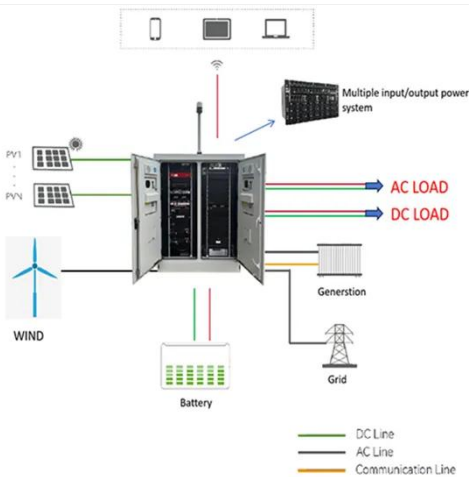 Multiple input/output power
system
PV1
PVN
AC LOAD
DC LOAD
WIND
Generstion
Battery
Grid
DC Line
AC Line
Communication Line